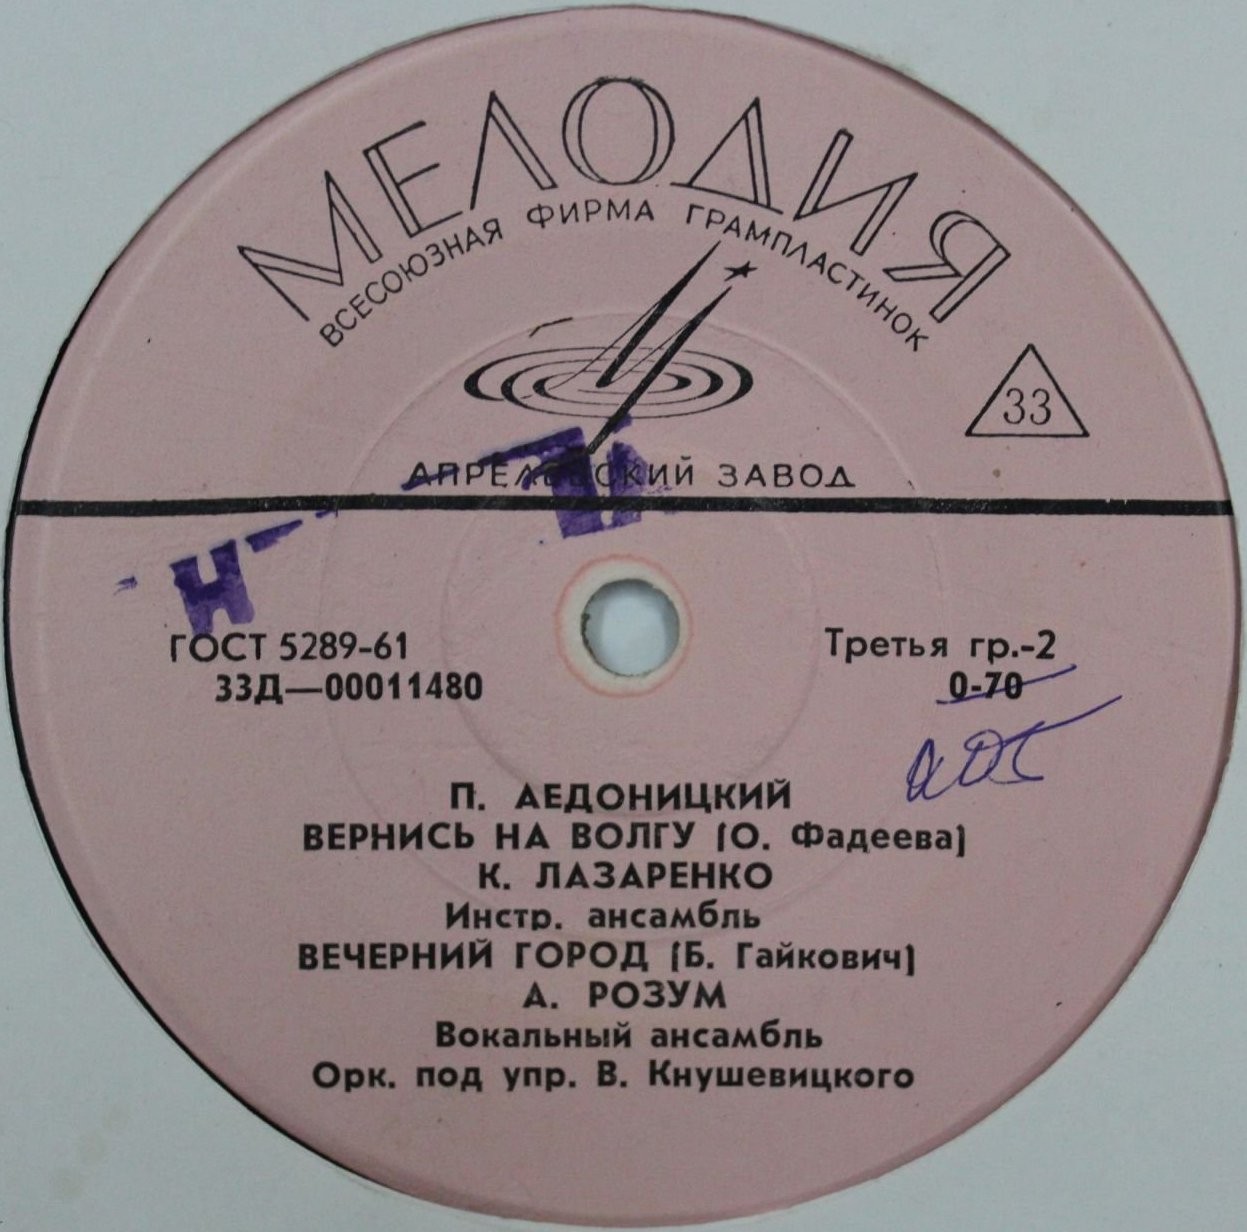 МЕЛОДИЯ
ВСЕСОЮЗНАЯ ФИРМА ГРАМПЛАСТИНОК
33
АПРЕЛЕВСКИЙ ЗАВОД
ГОСТ 5289-61
Третья гр.-2
33Д—00011480
0-70
П. АЕДОНИЦКИЙ
ВЕРНИСЬ НА ВОЛГУ (О. Фадеева)
К. ЛАЗАРЕНКО
Инстр. ансамбль
ВЕЧЕРНИЙ ГОРОД (Б. Гайкович)
А. РОЗУМ
Вокальный ансамбль
Орк. под упр. В. Кнушевицкого